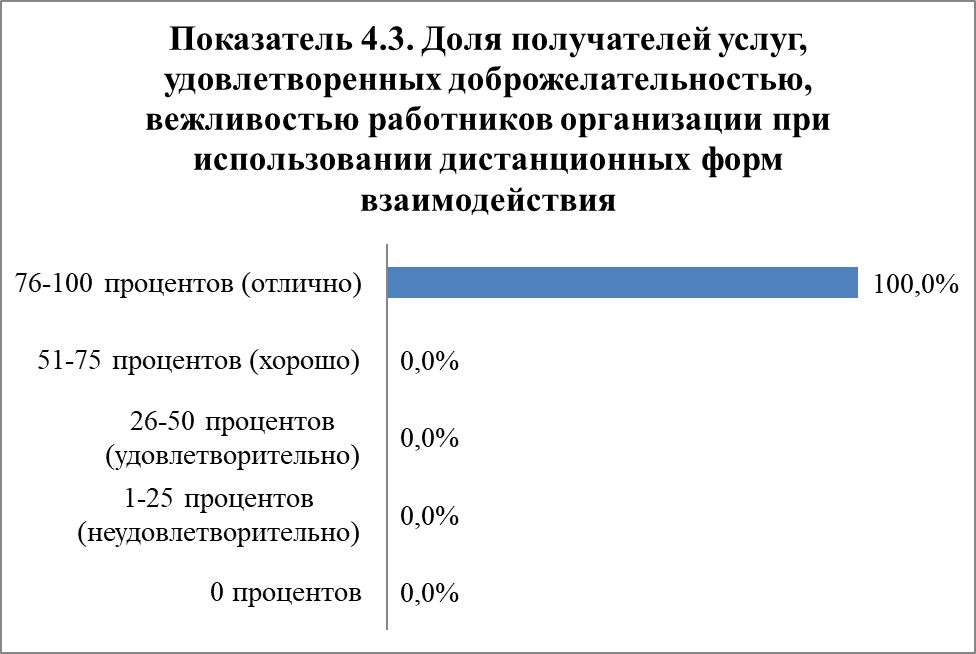 Показатель 4.3. Доля получателей услуг,
удовлетворенных доброжелательностью,
вежливостью работников организации при
использовании дистанционных форм
взаимодействия
76-100 процентов (отлично)
100,0%
51-75 процентов (хорошо)
0,0%
26-50 процентов
(удовлетворительно)
0,0%
1-25 процентов
(неудовлетворительно)
0,0%
0 процентов
0,0%